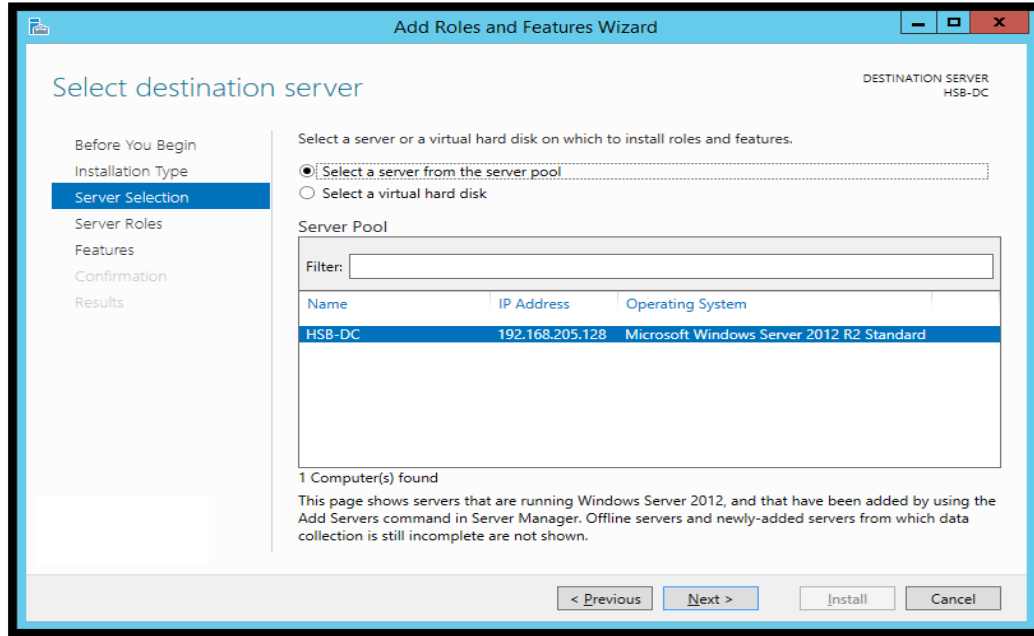 Add Roles and Features Wizard
Select destination server
DESTINATION SERVER
HSB-DC
Before You Begin
Installation Type
Server Selection
Server Roles
Features
Confirmation
Results
Select a server or a virtual hard disk on which to install roles and features.
Select a server from the server pool
Select a virtual hard disk
Server Pool
Filter:
Name IP Address Operating System
HSB-DC 192.168.205.128 Microsoft Windows Server 2012 R2 Standard
1 Computer(s) found
This page shows servers that are running Windows Server 2012, and that have been added by using the
Add Servers command in Server Manager. Offline servers and newly-added servers from which data
collection is still incomplete are not shown.
< Previous Next > Install Cancel